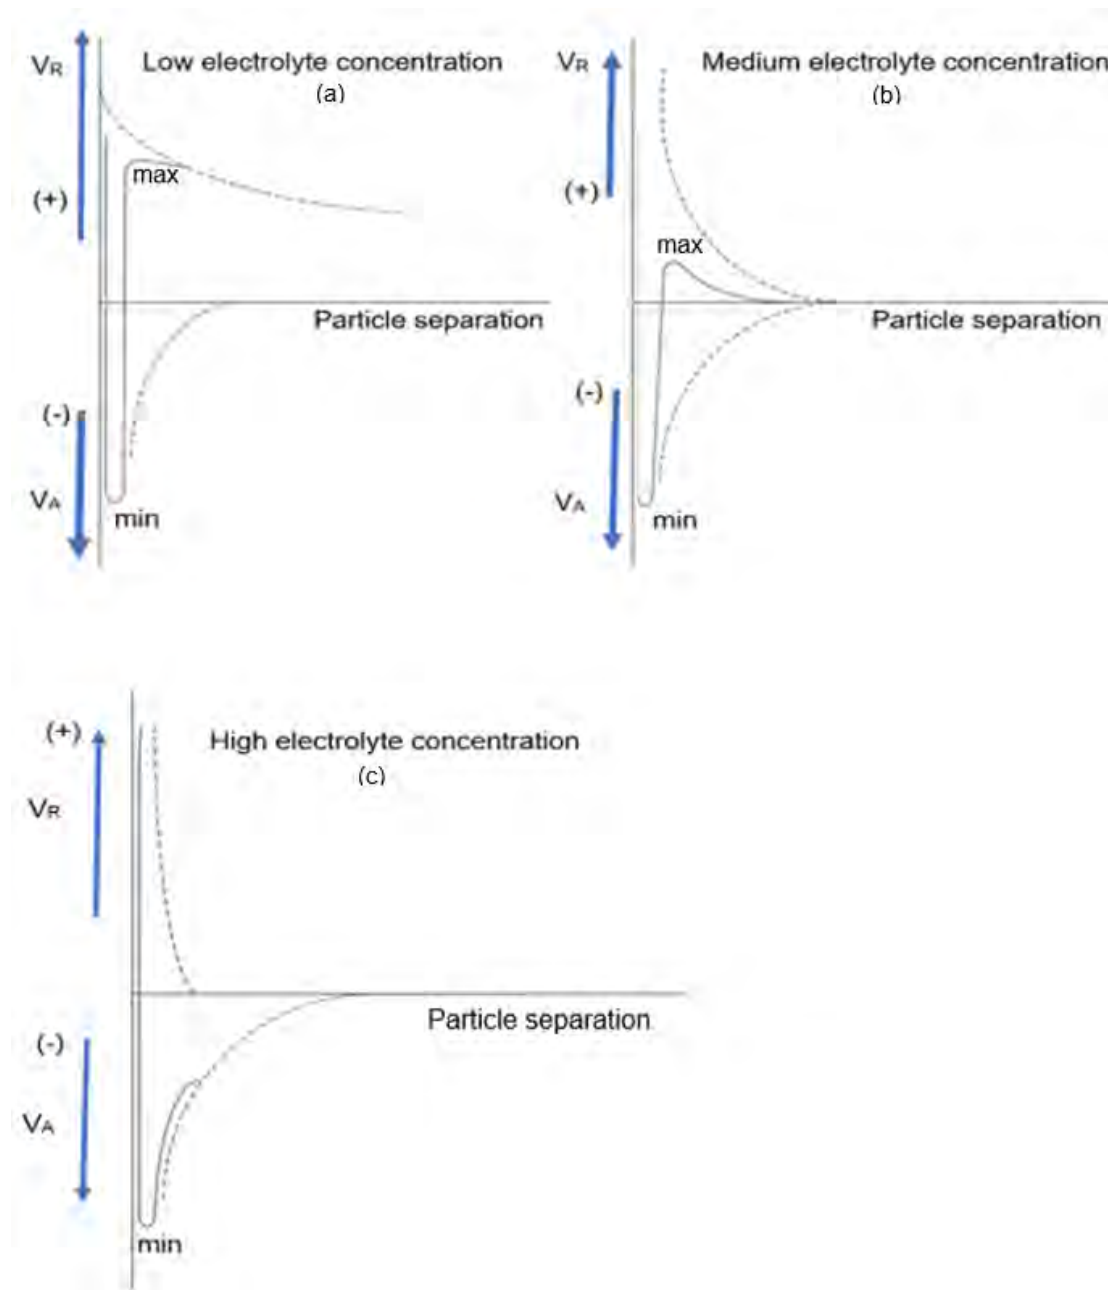 VR
Low electrolyte concentration
(a)
max
(+)
Particle separation
(-)
VA
min
VR
Medium electrolyte concentration
(b)
(+)
max
Particle separation
(-)
VA
min
(+)
High electrolyte concentration
(c)
VR
Particle separation
(-)
VA
min